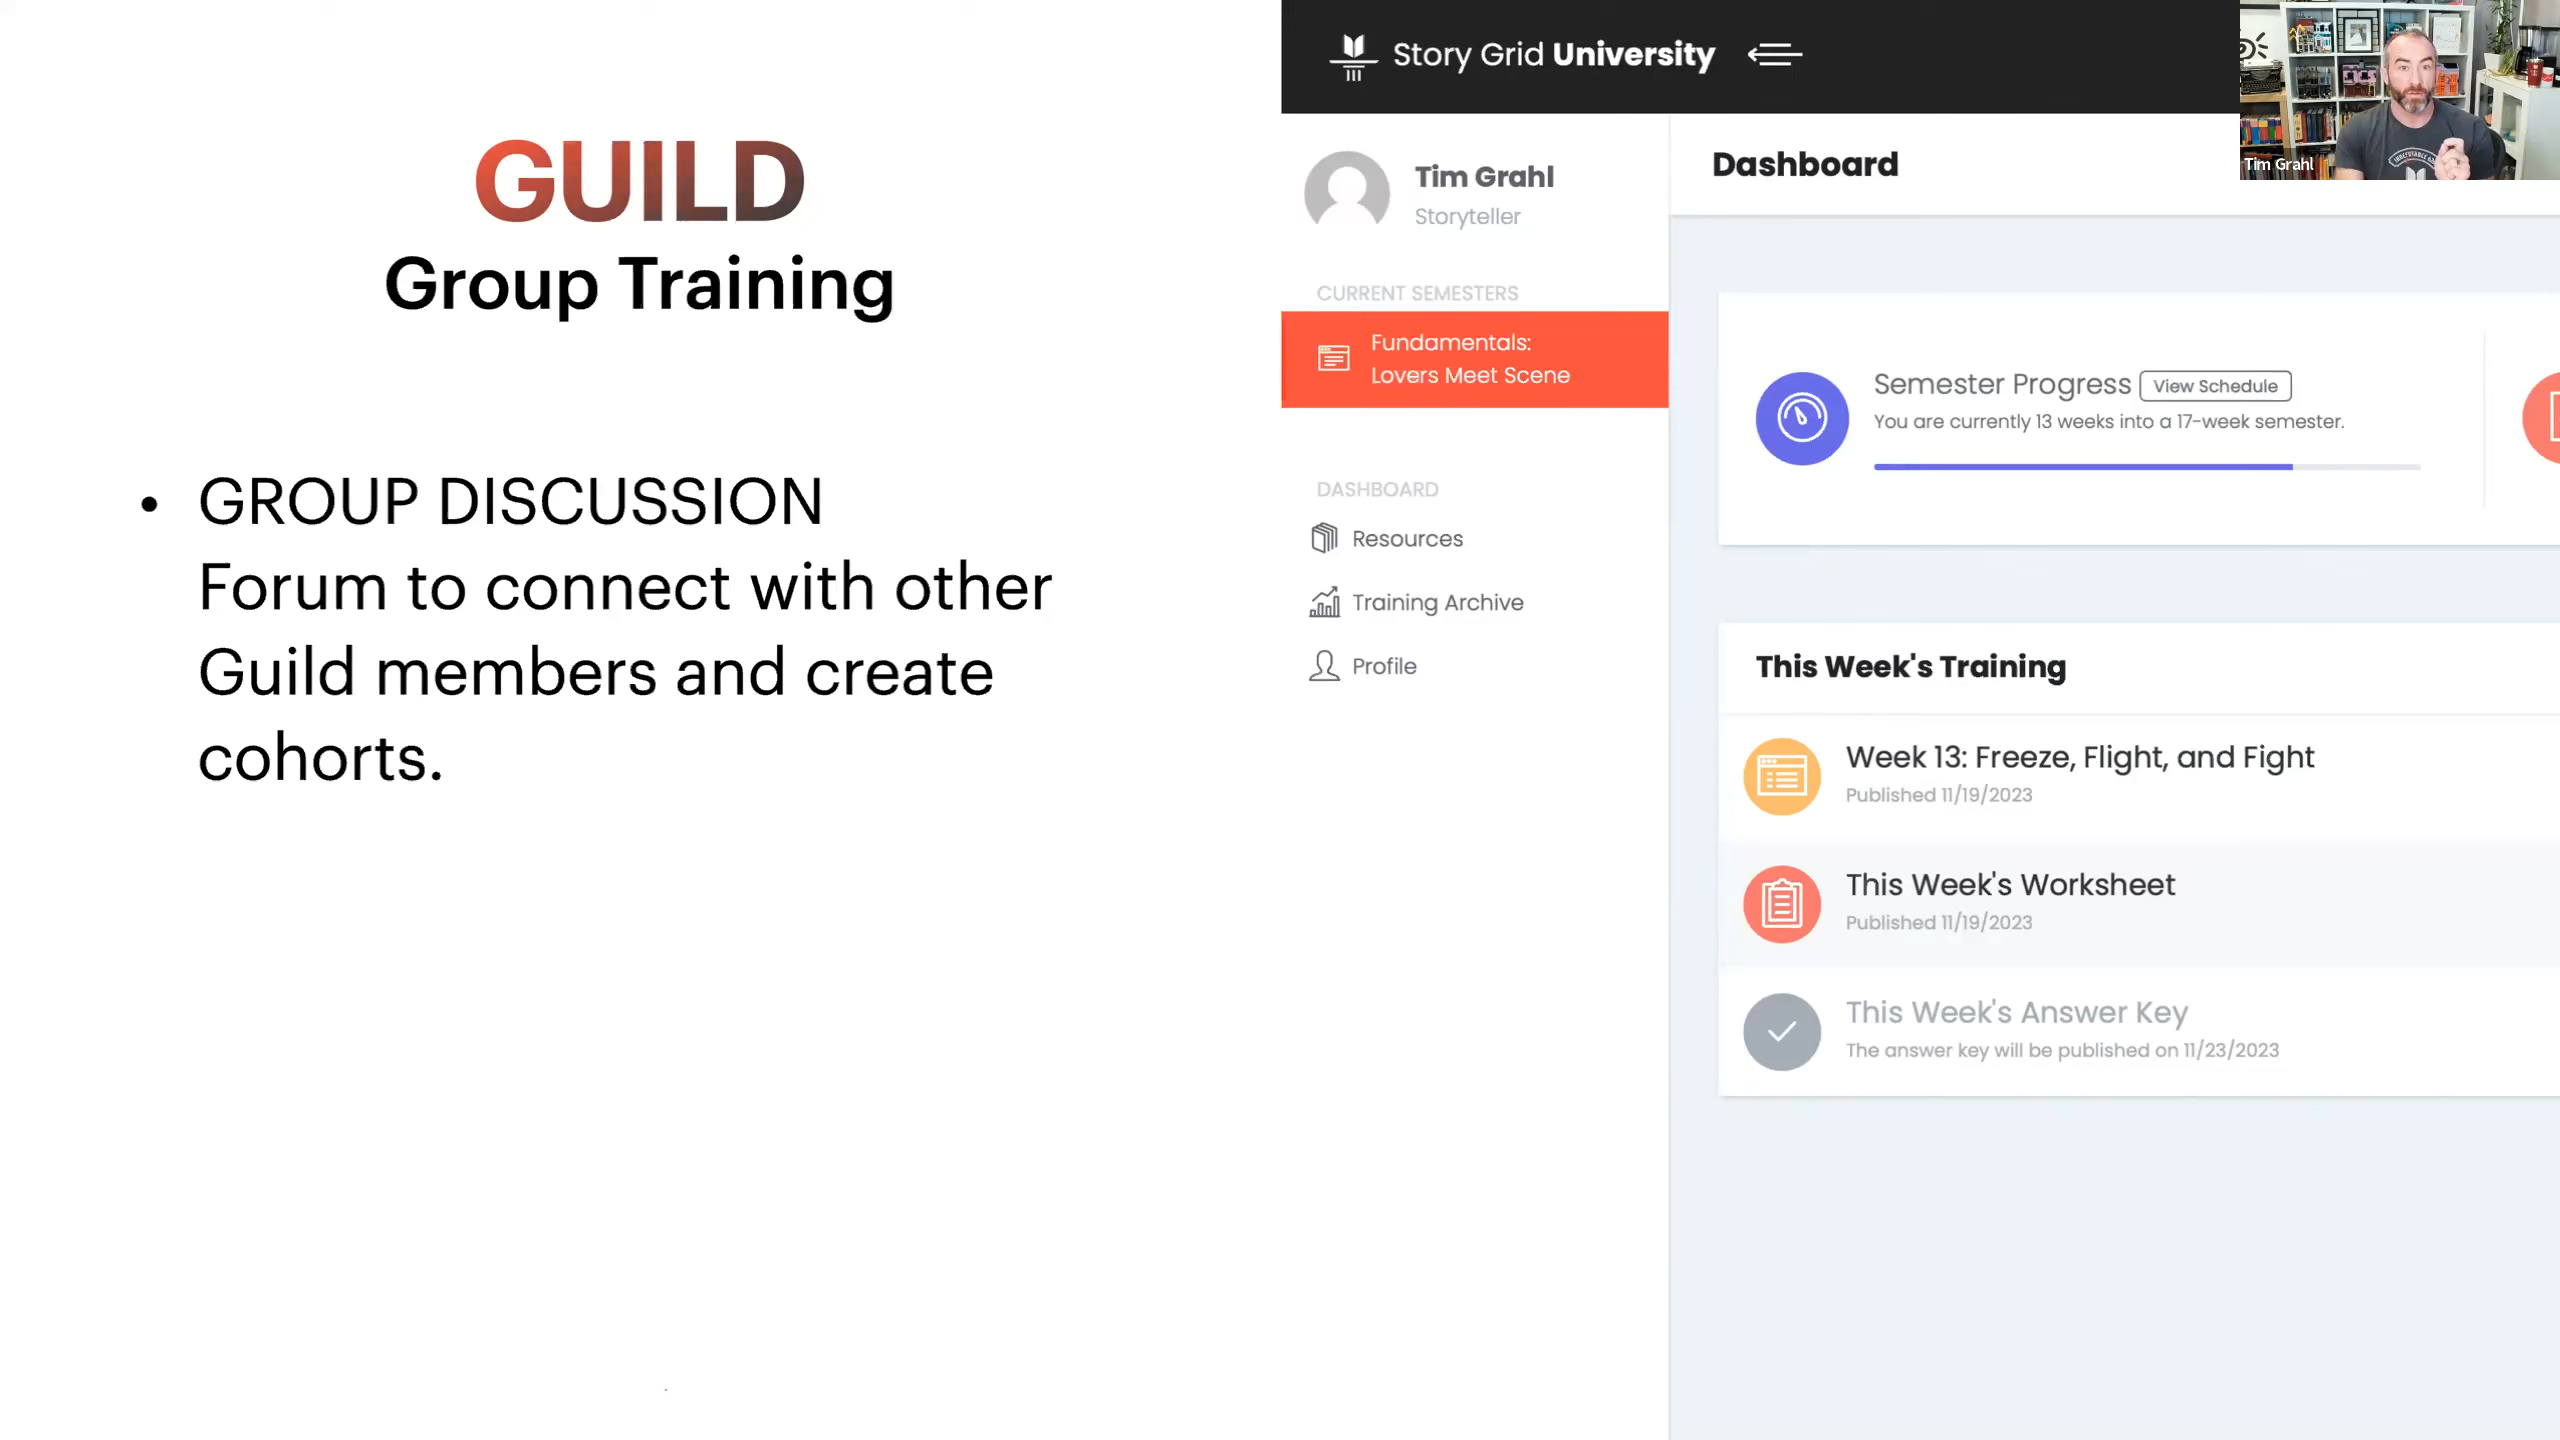 GUILD
Group Training
• GROUP DISCUSSION
Forum to connect with other
Guild members and create
cohorts.
Story Grid University
Tim Grahl
Storyteller
CURRENT SEMESTERS
Fundamentals:
Lovers Meet Scene
DASHBOARD
Resources
Training Archive
Profile
Dashboard
Semester Progress View Schedule
You are currently 13 weeks into a 17-week semester.
This Week's Training
Week 13: Freeze, Flight, and Fight
Published 11/19/2023
This Week's Worksheet
Published 11/19/2023
This Week's Answer Key
The answer key will be published on 11/23/2023
Tim Grahl